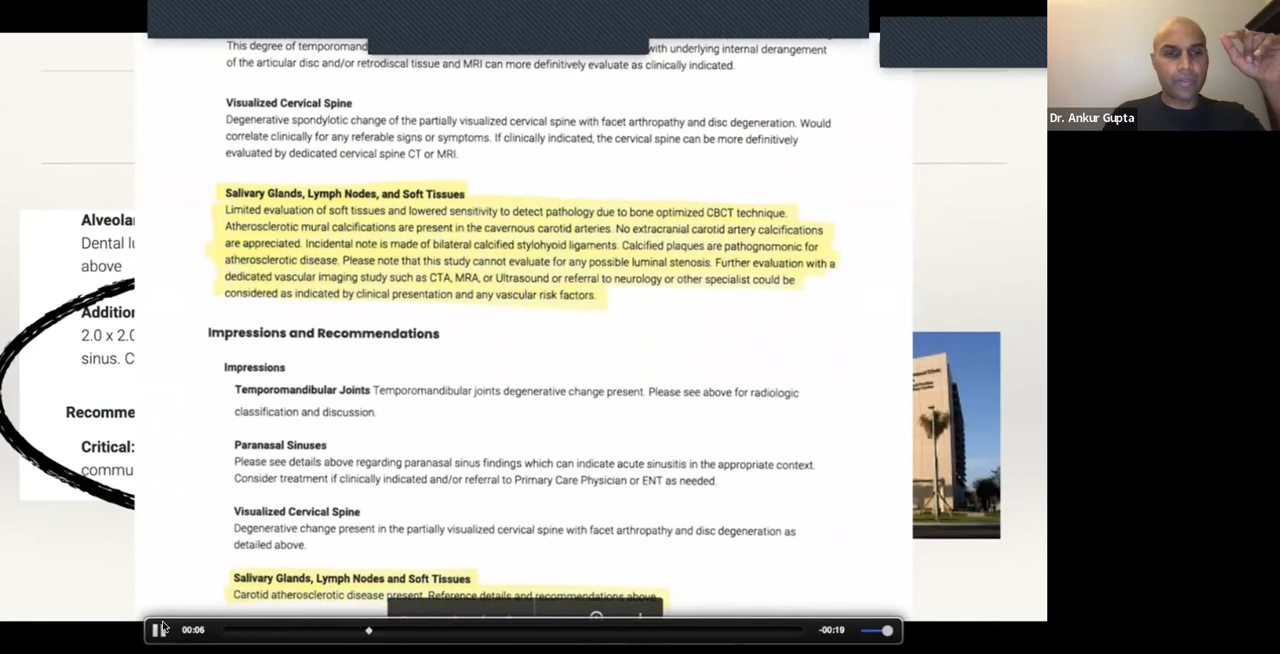 This degree of temporomand
with underlying internal derangement
of the articular disc and/or retrodiscal tissue and MRI can more definitively evaluate as clinically indicated.
Visualized Cervical Spine
Degenerative spondylotic change of the partially visualized cervical spine with facet arthropathy and disc degeneration. Would
correlate clinically for any referable signs or symptoms. If clinically indicated, the cervical spine can be more definitively
evaluated by dedicated cervical spine CT or MRI.
Salivary Glands, Lymph Nodes, and Soft Tissues
Limited evaluation of soft tissues and lowered sensitivity to detect pathology due to bone optimized CBCT technique.
Atherosclerotic mural calcifications are present in the cavernous carotid arteries. No extracranial carotid artery calcifications
are appreciated. Incidental note is made of bilateral calcified stylohyoid ligaments. Calcified plaques are pathognomonic for
atherosclerotic disease. Please note that this study cannot evaluate for any possible luminal stenosis. Further evaluation with a
dedicated vascular imaging study such as CTA, MRA, or Ultrasound or referral to neurology or other specialist could be
considered as indicated by clinical presentation and any vascular risk factors.
Impressions and Recommendations
Impressions
Temporomandibular Joints Temporomandibular joints degenerative change present. Please see above for radiologic
classification and discussion.
Paranasal Sinuses
Please see details above regarding paranasal sinus findings which can indicate acute sinusitis in the appropriate context.
Consider treatment if clinically indicated and/or referral to Primary Care Physician or ENT as needed.
Visualized Cervical Spine
Degenerative change present in the partially visualized cervical spine with facet arthropathy and disc degeneration as
detailed above.
Salivary Glands, Lymph Nodes and Soft Tissues
Carotid atherosclerotic disease present. Reference details and recommendations above.
Alveola
Dental lu
above
Addition
2.0 x 2.0
sinus. C
Recomme
Critical:
commu
00:06
-00:19
Dr. Ankur Gupta